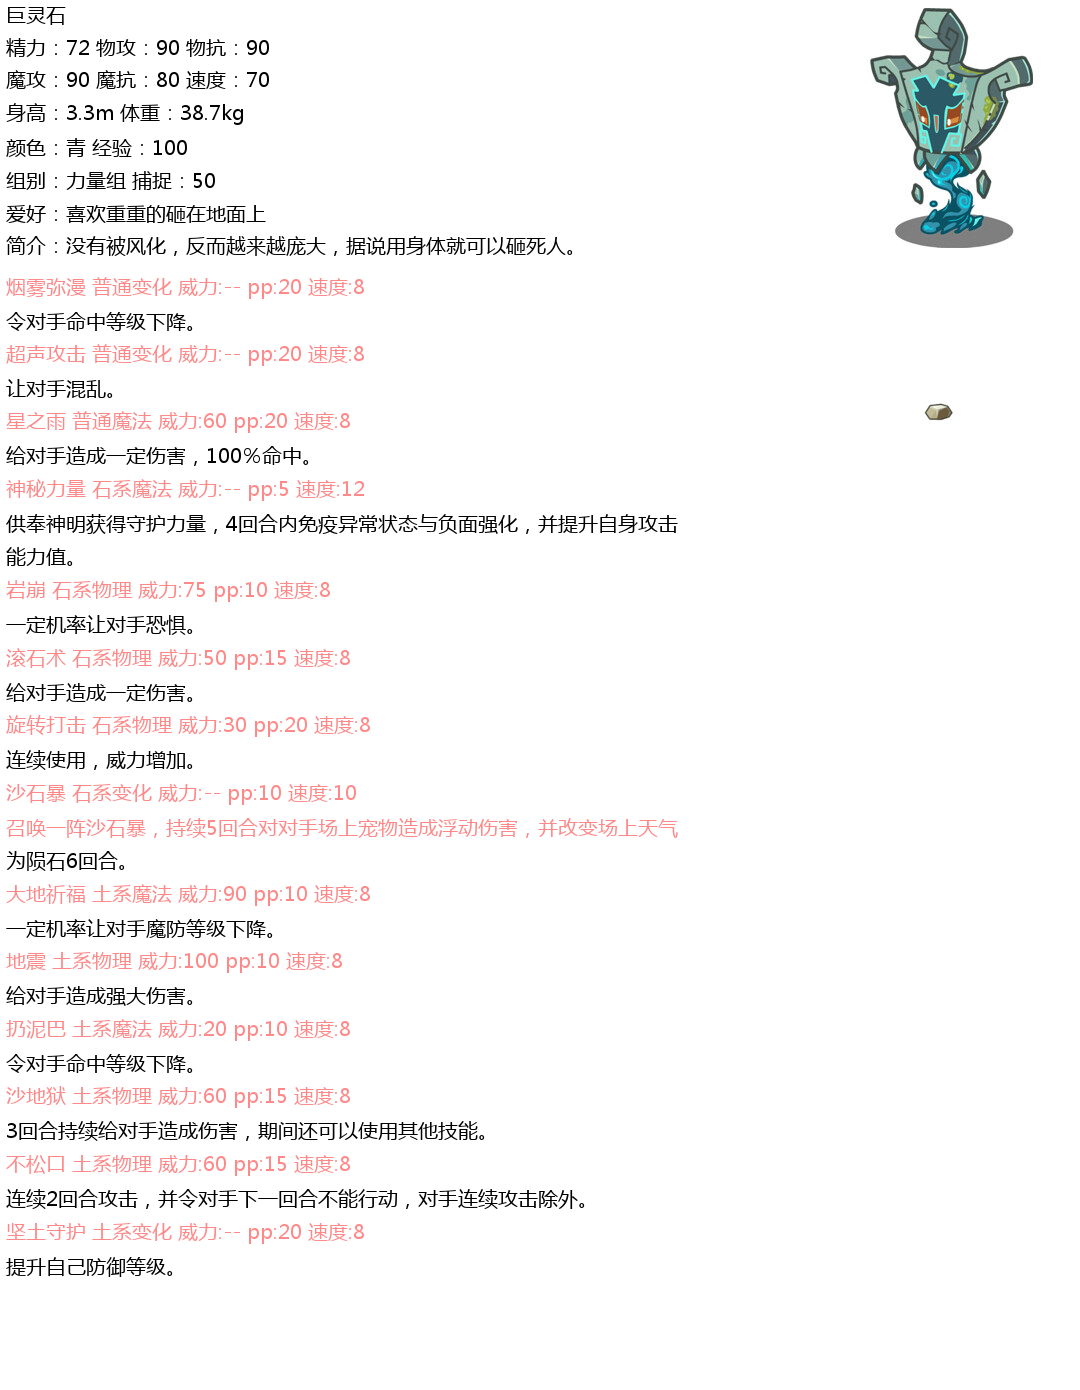 巨灵石
精力：72 物攻：90 物抗：90
魔攻：90 魔抗：80 速度：70
身高：3.3m 体重：38.7kg
颜色：青 经验：100
组别：力量组 捕捉：50
爱好：喜欢重重的砸在地面上
简介：没有被风化，反而越来越庞大，据说用身体就可以砸死人。
烟雾弥漫 普通变化 威力:-- pp:20 速度:8
令对手命中等级下降。
超声攻击 普通变化 威力:-- pp:20 速度:8
让对手混乱。
星之雨 普通魔法 威力:60 pp:20 速度:8
给对手造成一定伤害，100%命中。
神秘力量 石系魔法 威力:-- pp:5 速度:12
供奉神明获得守护力量，4回合内免疫异常状态与负面强化，并提升自身攻击
能力值。
岩崩 石系物理 威力:75 pp:10 速度:8
一定机率让对手恐惧。
滚石术 石系物理 威力:50 pp:15 速度:8
给对手造成一定伤害。
旋转打击 石系物理 威力:30 pp:20 速度:8
连续使用，威力增加。
沙石暴 石系变化 威力:-- pp:10 速度:10
召唤一阵沙石暴，持续5回合对对手场上宠物造成浮动伤害，并改变场上天气
为陨石6回合。
大地祈福 土系魔法 威力:90 pp:10 速度:8
一定机率让对手魔防等级下降。
地震 土系物理 威力:100 pp:10 速度:8
给对手造成强大伤害。
扔泥巴 土系魔法 威力:20 pp:10 速度:8
令对手命中等级下降。
沙地狱 土系物理 威力:60 pp:15 速度:8
3回合持续给对手造成伤害，期间还可以使用其他技能。
不松口 土系物理 威力:60 pp:15 速度:8
连续2回合攻击，并令对手下一回合不能行动，对手连续攻击除外。
坚土守护 土系变化 威力:-- pp:20 速度:8
提升自己防御等级。